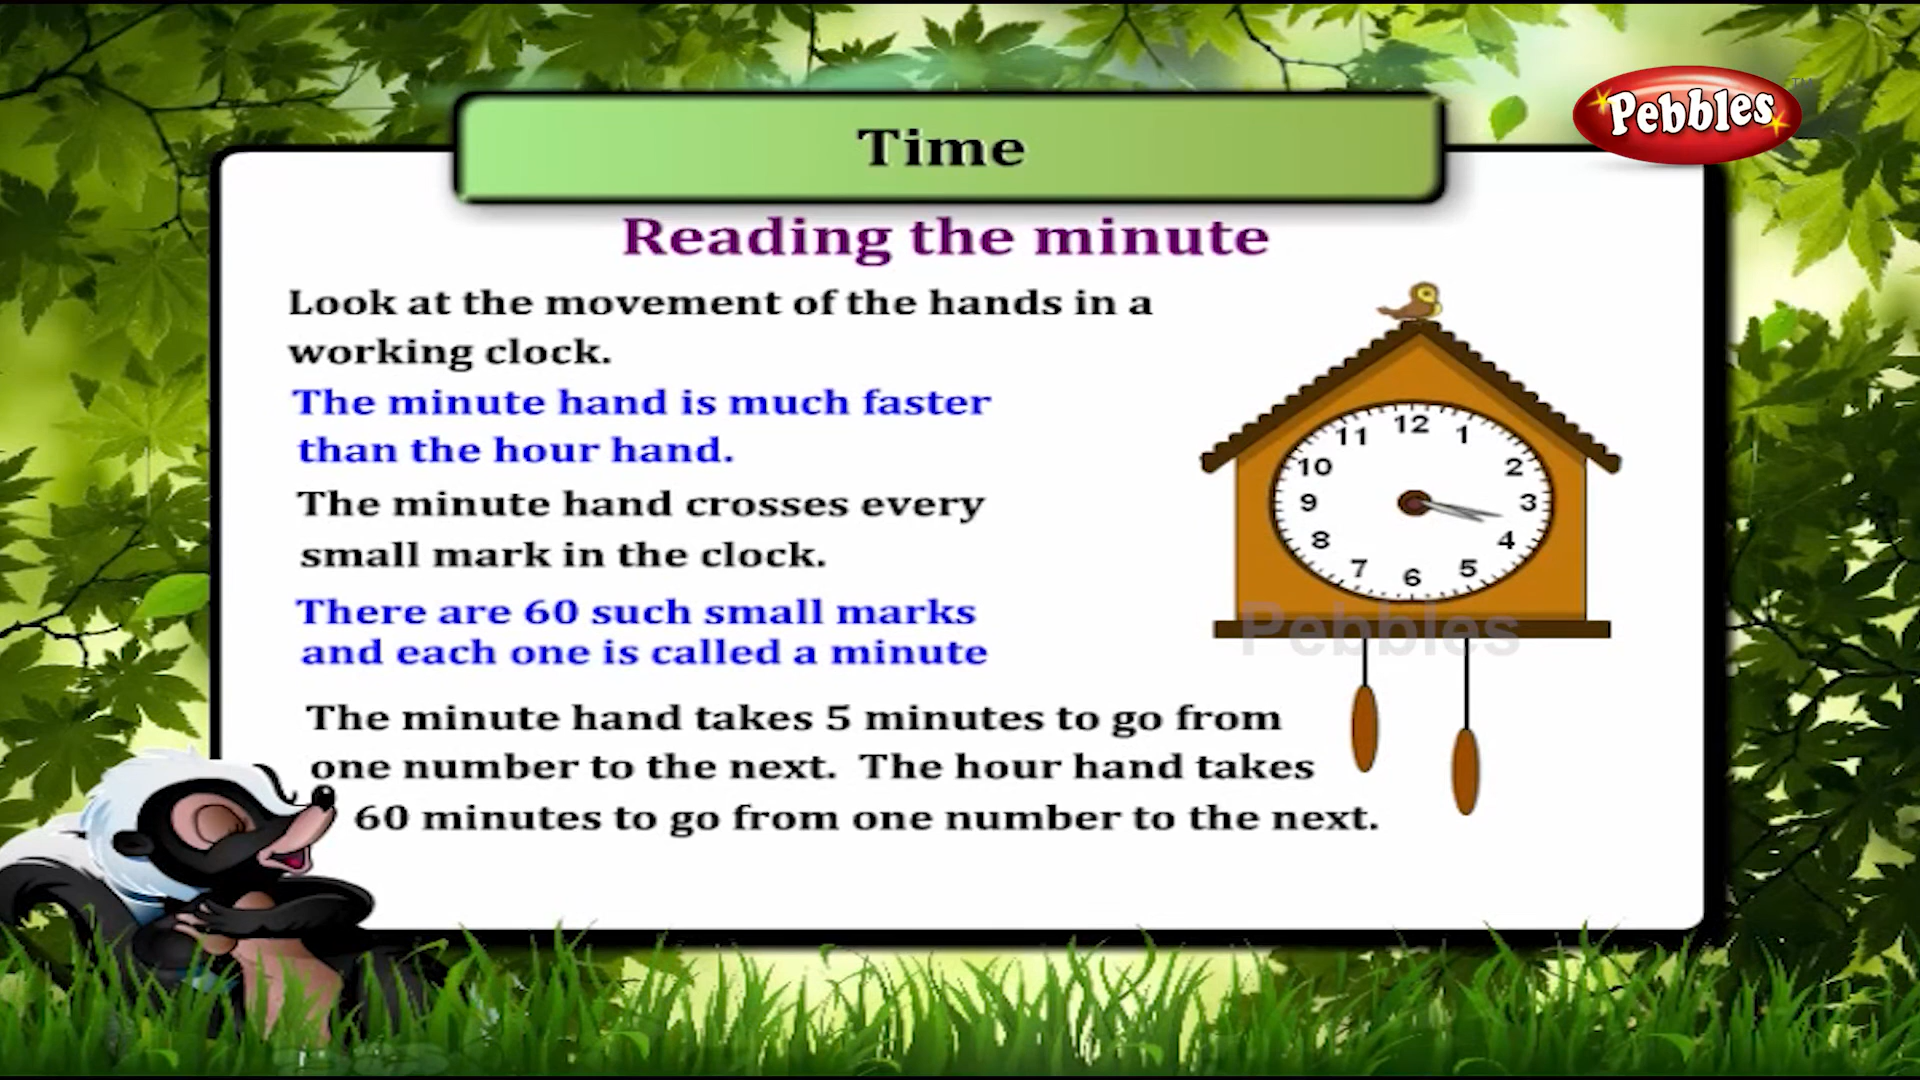 Pebbles™
Time
Reading the minute
Look at the movement of the hands in a
working clock.
The minute hand is much faster
than the hour hand.
The minute hand crosses every
small mark in the clock.
There are 60 such small marks
and each one is called a minute
The minute hand takes 5 minutes to go from
one number to the next. The hour hand takes
60 minutes to go from one number to the next.
12
11 1
10 2
9 3
8 4
7 5
6
Pebbles